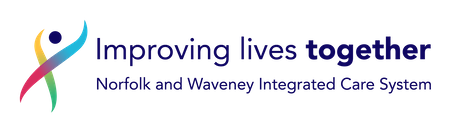 Improving lives together
Norfolk and Waveney Integrated Care System